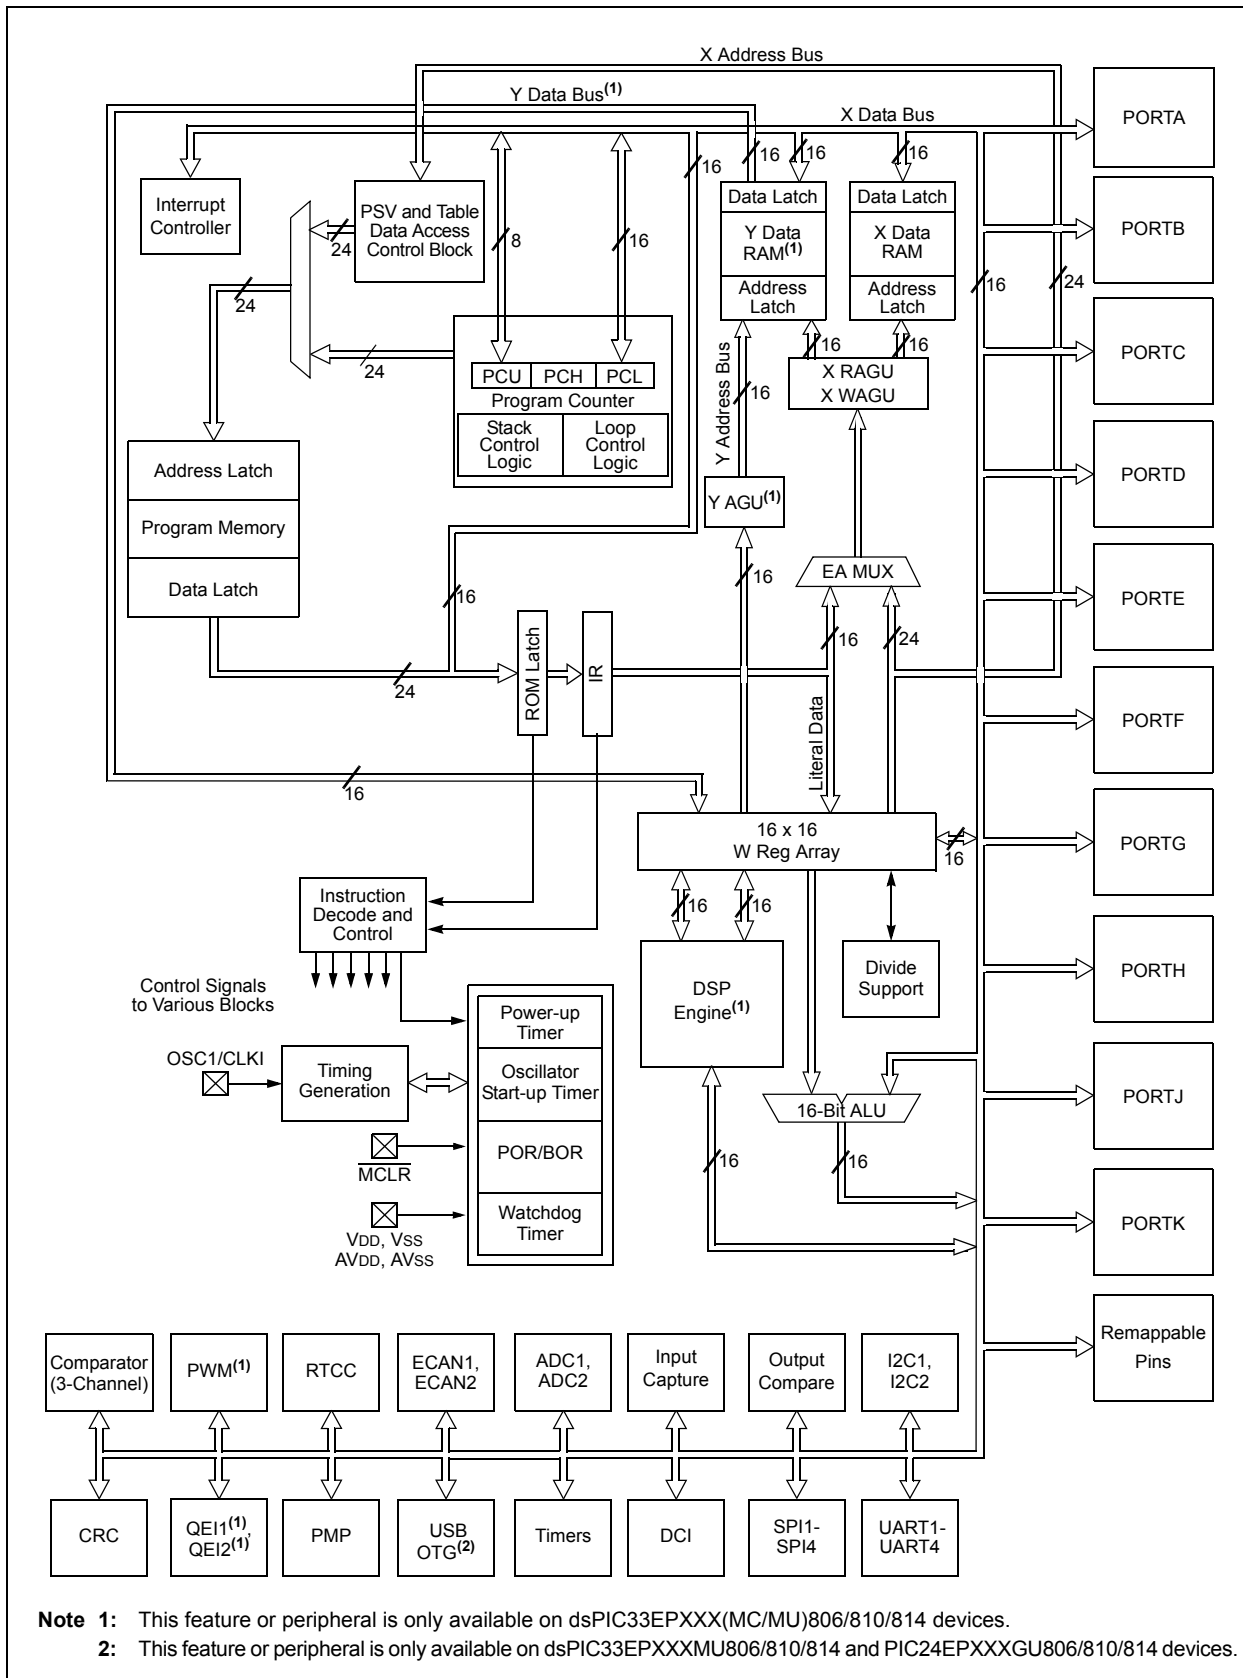 X Address Bus
Y Data Bus(1)
X Data Bus
PORTA
16
16
16
16
Interrupt
Controller
PSV and Table
Data Access
Control Block
24
8
16
Data Latch
Y Data
RAM(1)
Address
Latch
Data Latch
X Data
RAM
Address
Latch
PORTB
16
24
24
24
PCU
PCH
PCL
Program Counter
Stack
Control
Logic
Loop
Control
Logic
Y Address Bus
16
16
16
X RAGU
X WAGU
PORTC
Address Latch
Program Memory
Data Latch
Y AGU(1)
PORTD
16
16
EA MUX
PORTE
24
ROM Latch
IR
16
24
Literal Data
PORTF
16
16 x 16
W Reg Array
16
PORTG
Instruction
Decode and
Control
16
16
Control Signals
to Various Blocks
DSP
Engine(1)
Divide
Support
PORTH
Power-up
Timer
OSC1/CLKI
Timing
Generation
Oscillator
Start-up Timer
16-Bit ALU
PORTJ
MCLR
POR/BOR
16
16
VDD, VSS
AVDD, AVSS
Watchdog
Timer
PORTK
Remappable
Pins
Comparator
(3-Channel)
PWM(1)
RTCC
ECAN1,
ECAN2
ADC1,
ADC2
Input
Capture
Output
Compare
I2C1,
I2C2
CRC
QEI1(1),
QEI2(1)
PMP
USB
OTG(2)
Timers
DCI
SPI1-
SPI4
UART1-
UART4
Note 1: This feature or peripheral is only available on dsPIC33EPXXX(MC/MU)806/810/814 devices.
2: This feature or peripheral is only available on dsPIC33EPXXXMU806/810/814 and PIC24EPXXXGU806/810/814 devices.